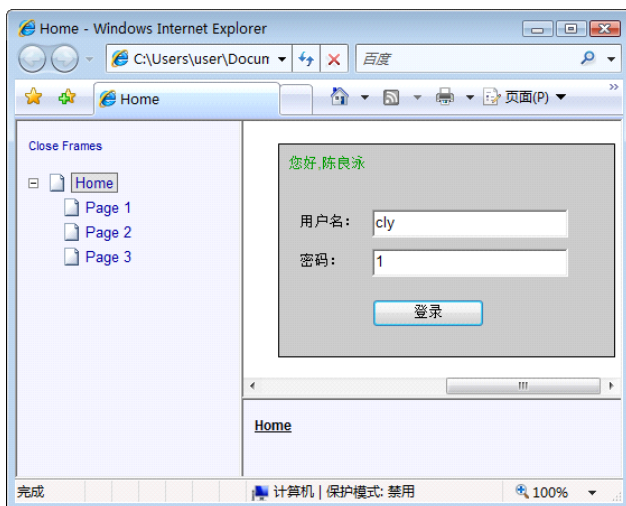 Home - Windows Internet Explorer
C:\Users\user\Docun
百度
Home
页面(P)
Close Frames
Home
Page 1
Page 2
Page 3
您好,陈良泳
用户名：
cly
密码：
1
登录
Home
完成
计算机 | 保护模式: 禁用
100%